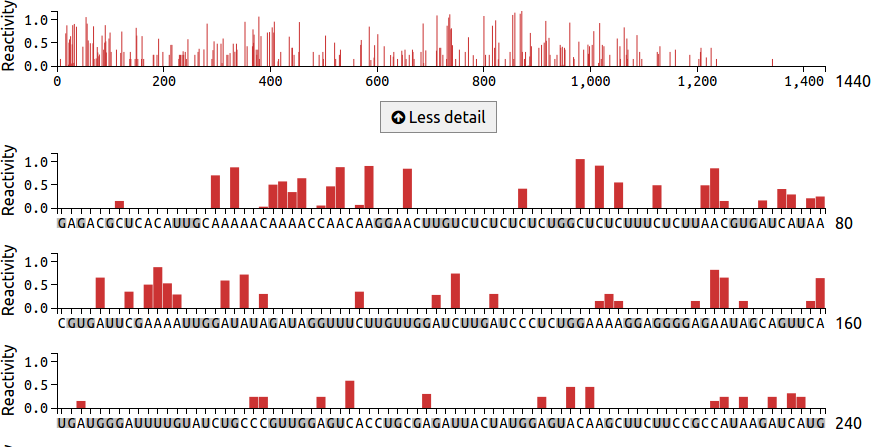 Reactivity
1.0
0.5
0.0
0 200 400 600 800 1,000 1,200 1,400 1440
Less detail
Reactivity
1.0
0.5
0.0
GAGACGCUCACAUUGCAAAAACAAAACCAACAAGGAACUUGUCUCUCUCUCUGGCUCUCUUUCUCUUAACGUGAUCAUAA 80
Reactivity
1.0
0.5
0.0
CGUGAUUCGAAAAUUGGAUAUAGAUAGGUUUCUUGUUGGAUCUUGAUCCCUCUGGAAAAGGAGGGGAGAAUAGCAGUUCA 160
Reactivity
1.0
0.5
0.0
UGAUGGGAUUUUGUAUCUGCCCGUUGGAGUCACCUGCGAGAUUACUAUGGAGUACAAGCUUCUUCCGCCAUAAGAUCAUG 240